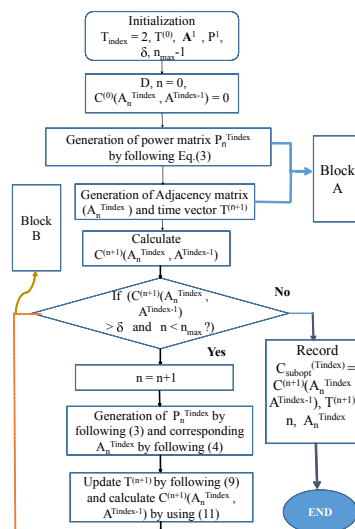 Initialization
T_index = 2, T^(0), A^1 , P^1,
δ, n_max-1
D, n = 0,
C^(0)(A_n^Tindex, A^Tindex-1) = 0
Generation of power matrix P_n^Tindex
by following Eq.(3)
Block
A
Generation of Adjacency matrix
(A_n^Tindex) and time vector T^(n+1)
Block
B
Calculate
C^(n+1)(A_n^Tindex, A^Tindex-1)
If (C^(n+1)(A_n^Tindex,
A^Tindex-1)
> δ and n < n_max?)
No
Yes
Record
C_subopt^(Tindex) =
C^(n+1)(A_n^Tindex
A^Tindex-1), T^(n+1)
n, A_n^Tindex
n = n+1
Generation of P_n^Tindex by
following (3) and corresponding
A_n^Tindex by following (4)
Update T^(n+1) by following (9)
and calculate C^(n+1)(A_n^Tindex,
A^Tindex-1) by using (11)
END